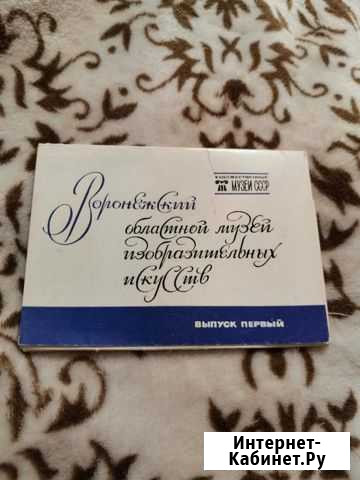 ХУДОЖЕСТВЕННЫЕ
МУЗЕИ СССР
Воронежский
областной музей
изобразительных
искусств
ВЫПУСК ПЕРВЫЙ
Интернет-
Кабинет.Ру